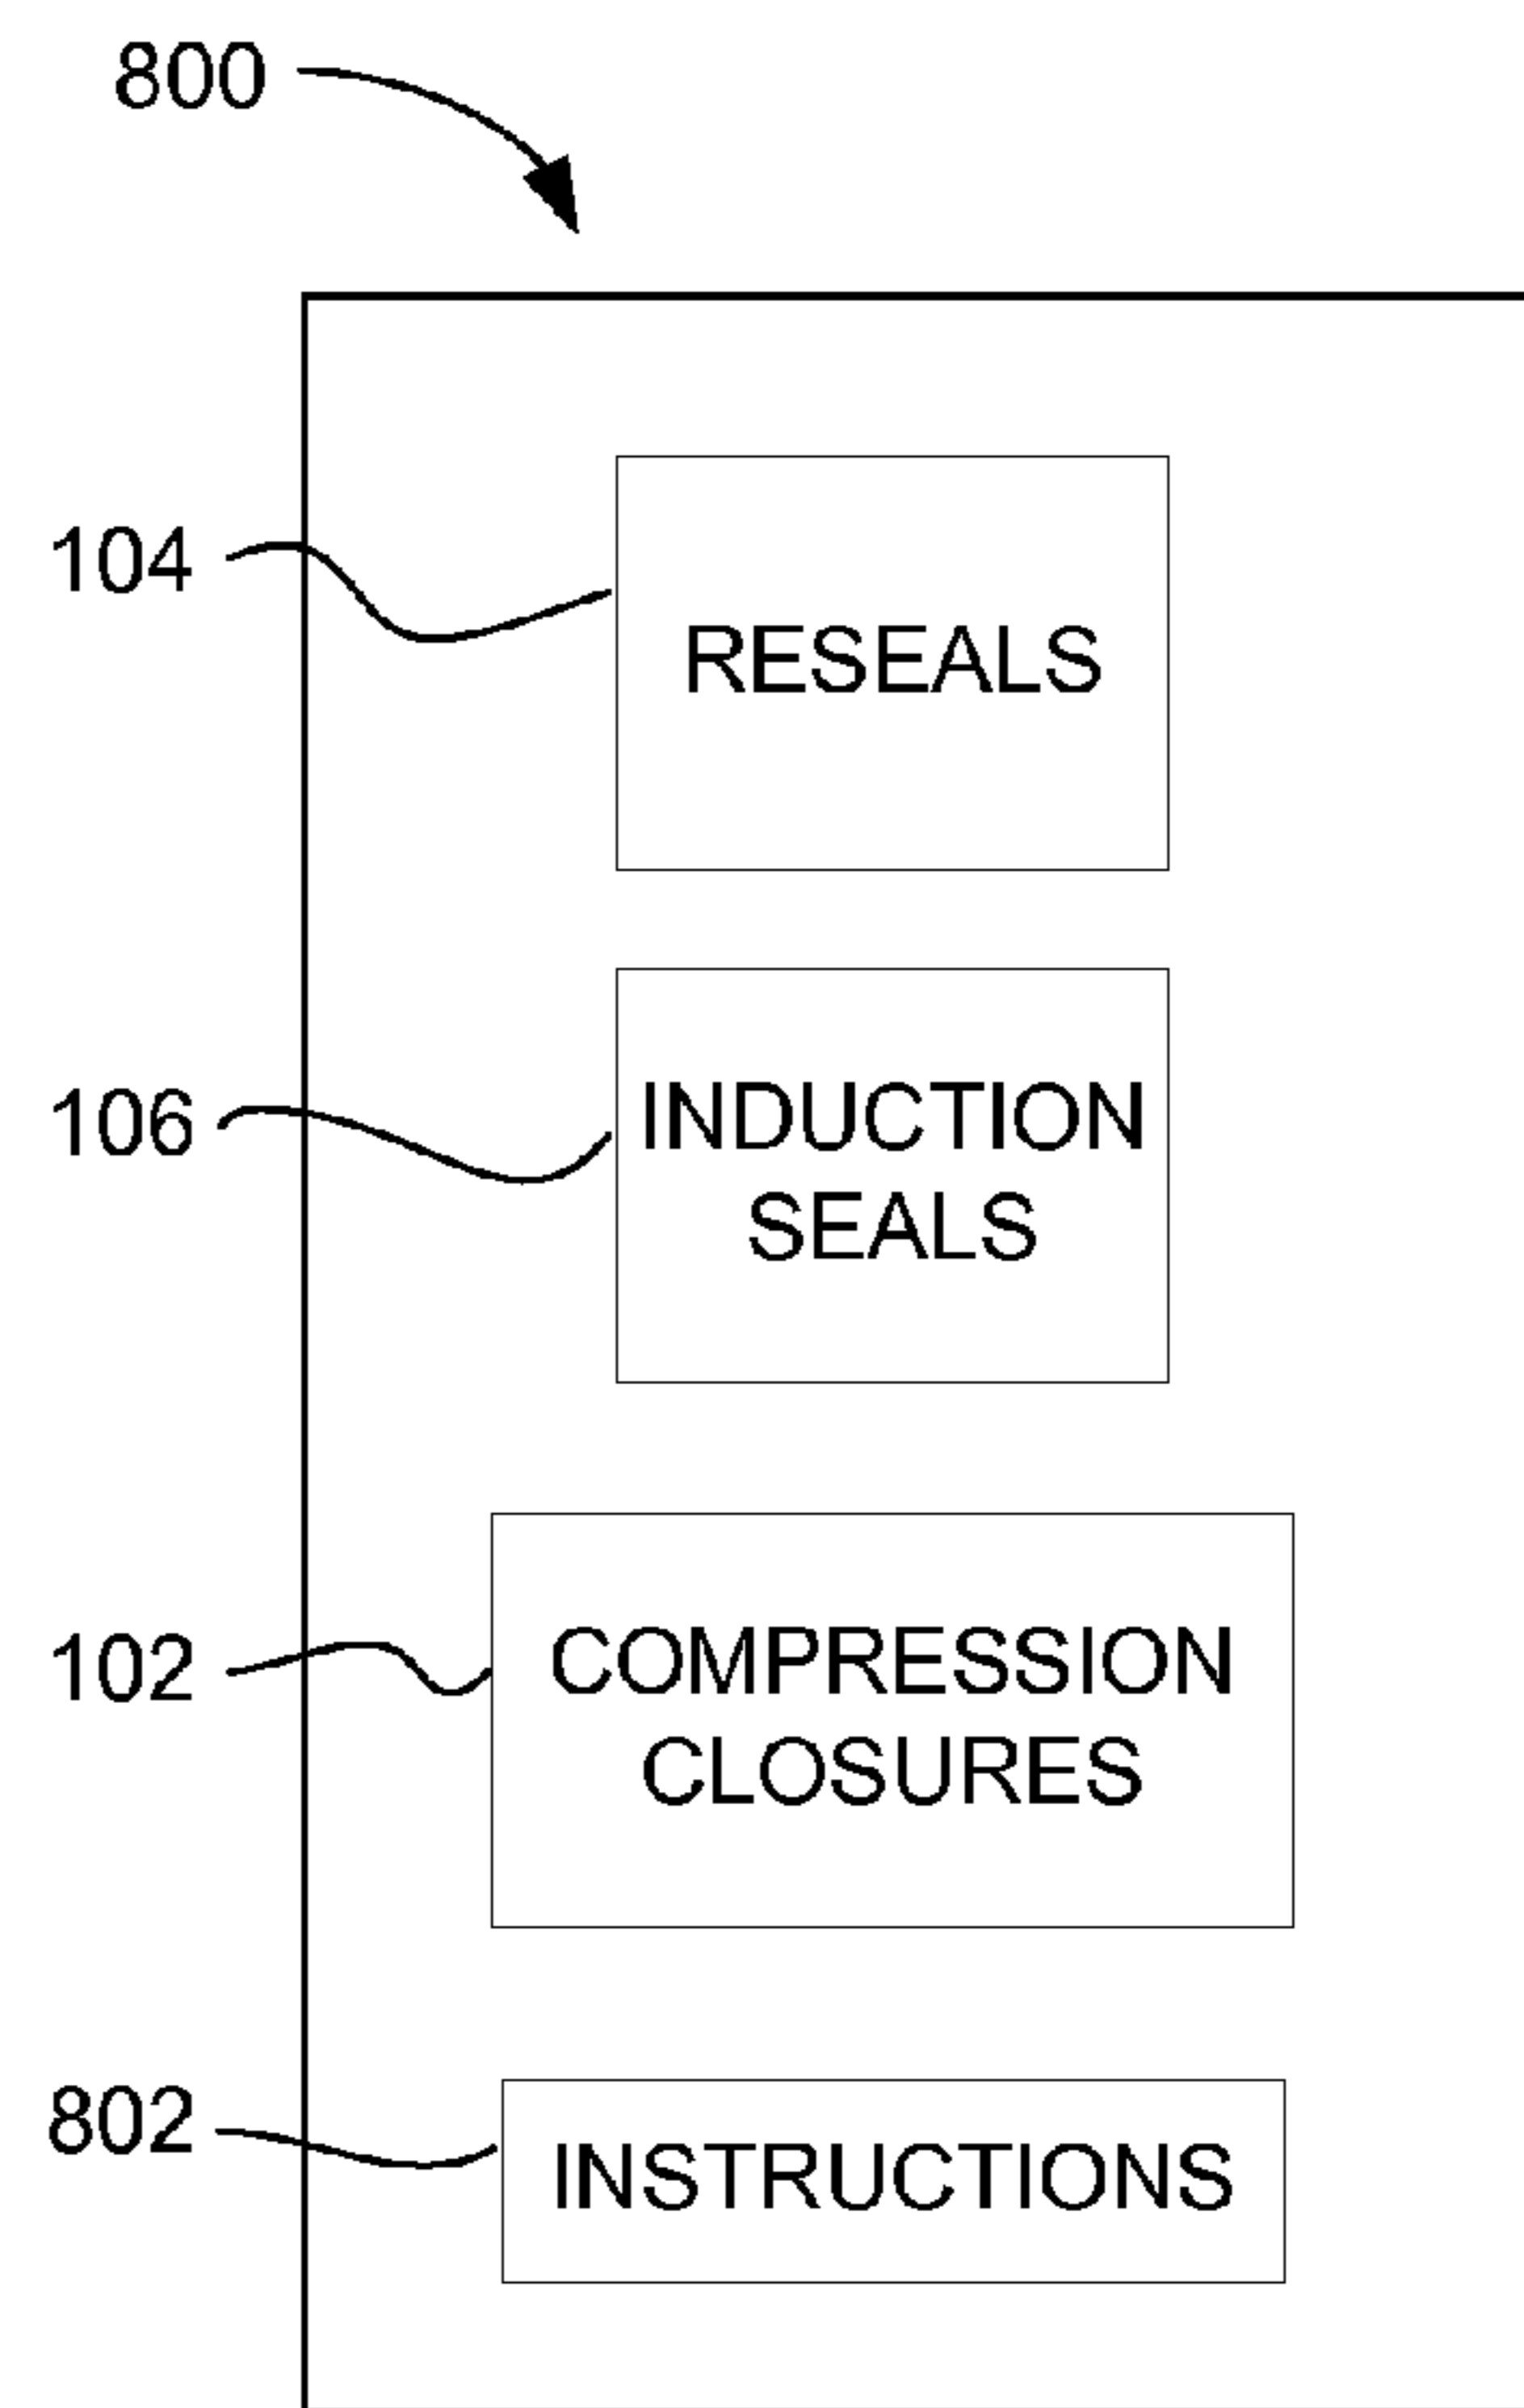 800
104
RESEALS
106
INDUCTION
SEALS
102
COMPRESSION
CLOSURES
802
INSTRUCTIONS